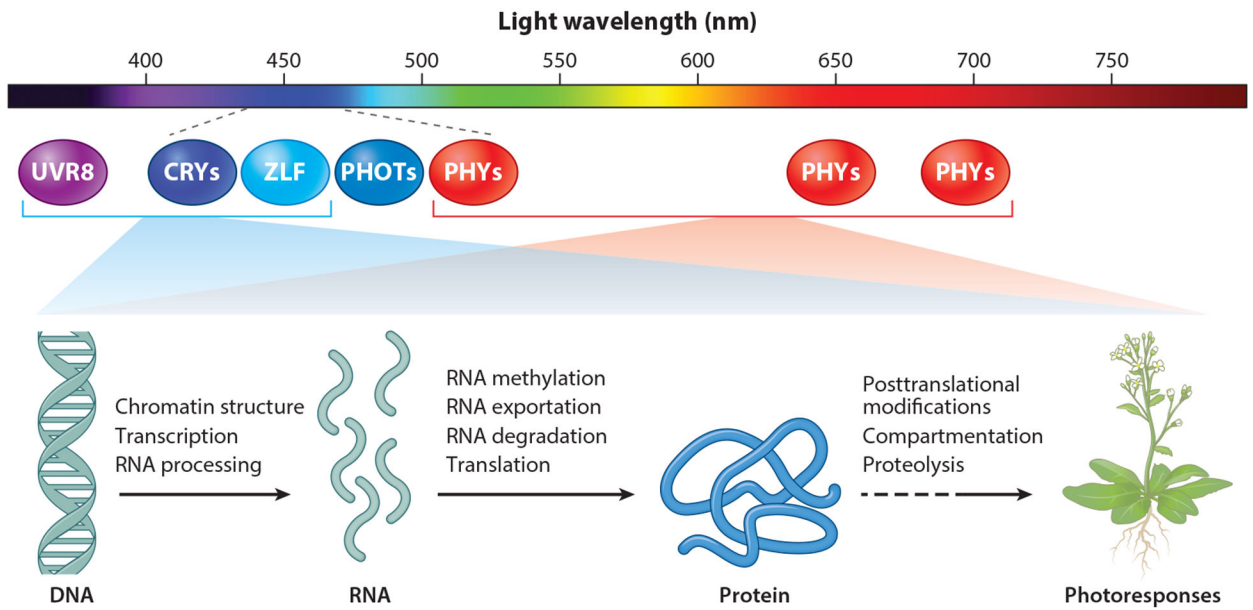 Light wavelength (nm)
400 450 500 550 600 650 700 750
UVR8 CRYs ZLF PHOTs PHYs PHYs PHYs
Chromatin structure
Transcription
RNA processing
RNA methylation
RNA exportation
RNA degradation
Translation
Posttranslational
modifications
Compartmentation
Proteolysis
DNA RNA Protein Photoresponses